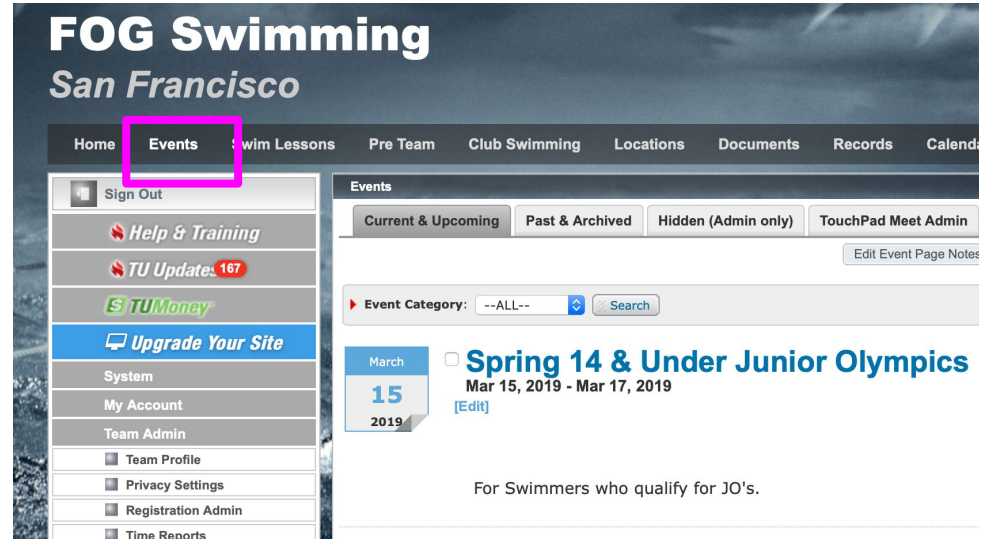 FOG Swimming
San Francisco
Home Events Swim Lessons Pre Team Club Swimming Locations Documents Records
Sign Out
Help & Training
TU Updates 167
TUMoney
Upgrade Your Site
System
My Account
Team Admin
Team Profile
Privacy Settings
Registration Admin
Time Reports
Events
Current & Upcoming Past & Archived Hidden (Admin only) TouchPad Meet Admin
Edit Event Page Notes
Event Category: --ALL-- Search
March
15
2019
Spring 14 & Under Junior Olympics
Mar 15, 2019 - Mar 17, 2019
[Edit]
For Swimmers who qualify for JO's.